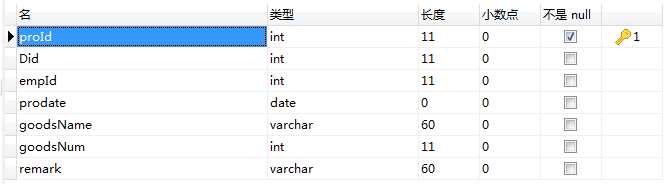 名 类型 长度 小数点 不是 null
proId int 11 0 1
Did int 11 0
empId int 11 0
prodate date 0 0
goodsName varchar 60 0
goodsNum int 11 0
remark varchar 60 0